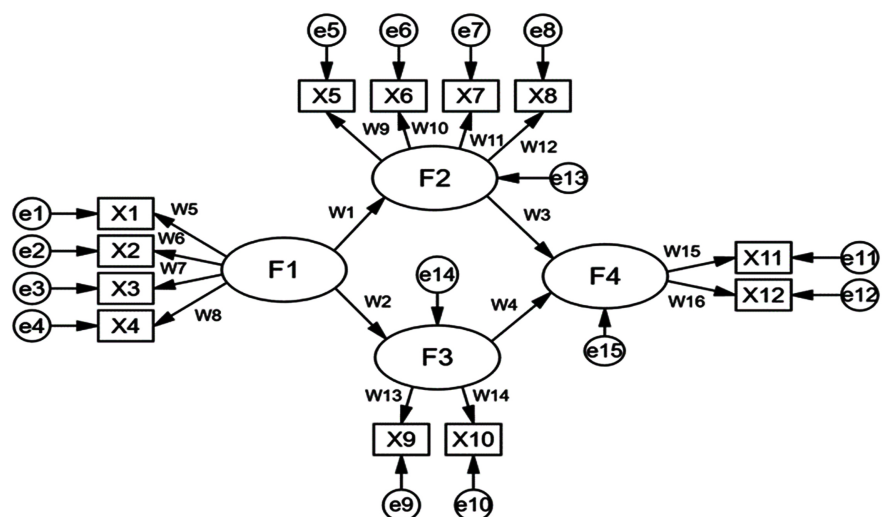 e5 e6 e7 e8
X5 X6 X7 X8
W9 W10 W11 W12
F2
e13
W1
W3
e1 X1 W5
e2 X2 W6
e3 X3 W7
e4 X4 W8
F1
e14
F4
W15 X11 e11
W16 X12 e12
W2
W4
e15
F3
W13 W14
X9 X10
e9 e10